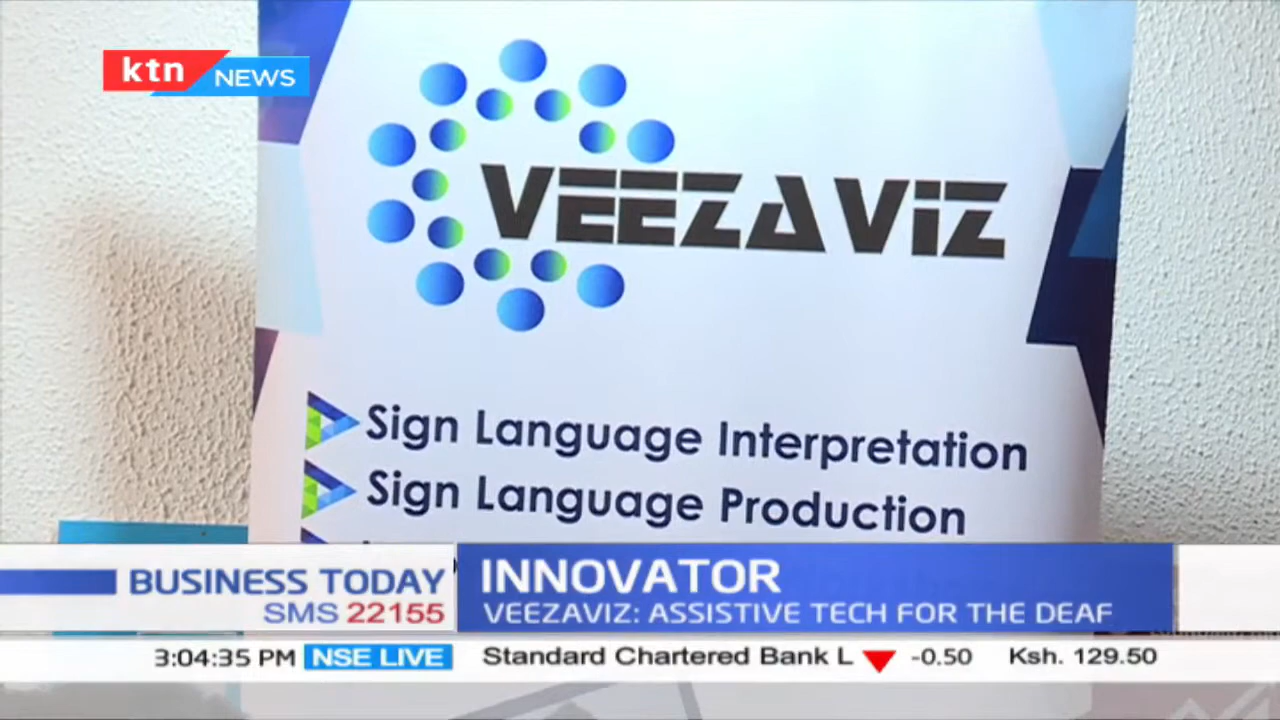 ktn NEWS
VEEZAVIZ
Sign Language Interpretation
Sign Language Production
BUSINESS TODAY
SMS 22155
INNOVATOR
VEEZAVIZ: ASSISTIVE TECH FOR THE DEAF
3:04:35 PM NSE LIVE Standard Chartered Bank L -0.50 Ksh. 129.50